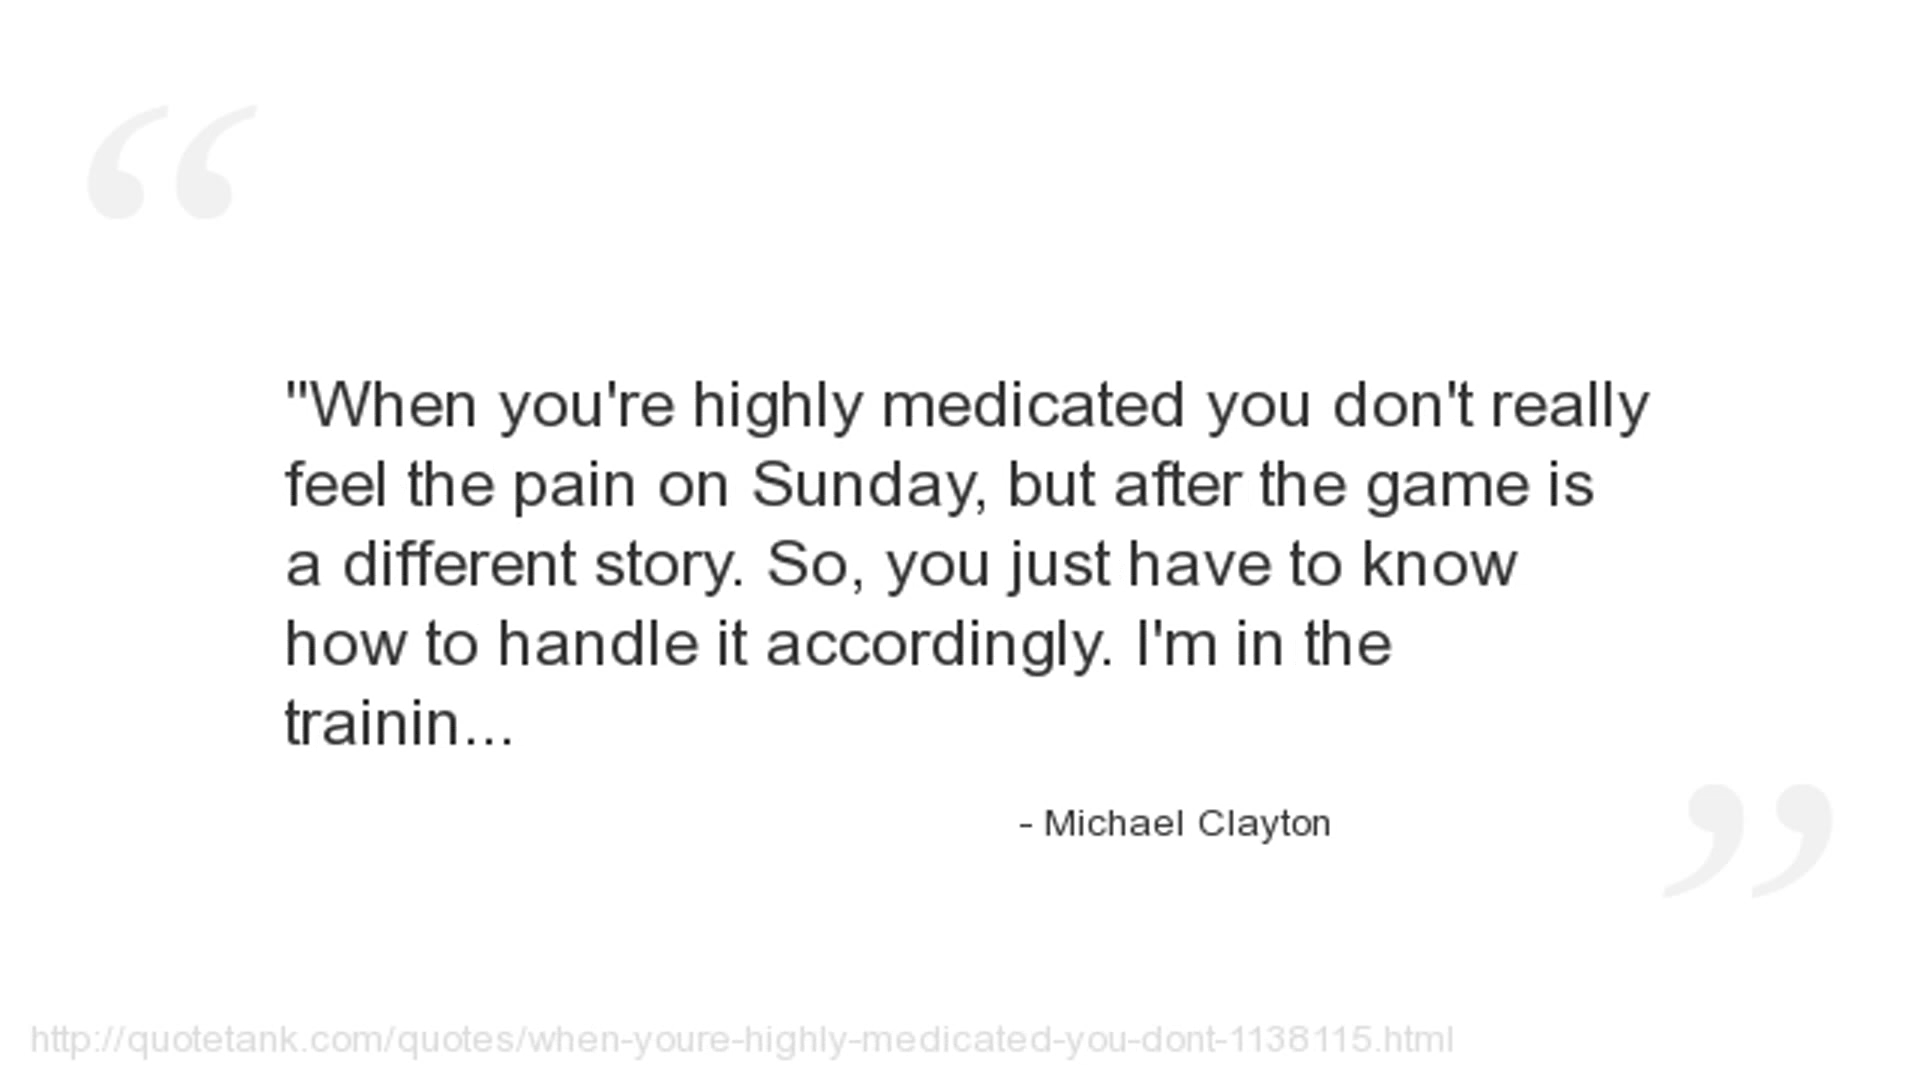 "When you're highly medicated you don't really
feel the pain on Sunday, but after the game is
a different story. So, you just have to know
how to handle it accordingly. I'm in the
trainin...
- Michael Clayton
http://quotetank.com/quotes/when-youre-highly-medicated-you-dont-1138115.html